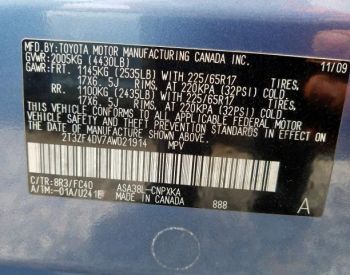 MFD.BY:TOYOTA MOTOR MANUFACTURING CANADA INC.
GVWR: 2005KG (4430LB) 11/09
GAWR: FRT. 1145KG (2535LB) WITH 225/65R17 TIRES,
17X6.5J RIMS, AT 220KPA (32PSI) COLD
RR. 1100KG (2435LB) WITH 225/65R17 TIRES,
17X6.5J RIMS, AT 220KPA (32PSI) COLD
THIS VEHICLE CONFORMS TO ALL APPLICABLE
FEDERAL MOTOR VEHICLE SAFETY AND THEFT
PREVENTION STANDARDS IN EFFECT ON THE DATE
OF MANUFACTURE SHOWN ABOVE.
2T3ZF4DV7AW021914 MPV
C/TR: 8R3/FC40 ASA38L-CNPXKA
A/TM: -01A/U241E MADE IN CANADA 888 A